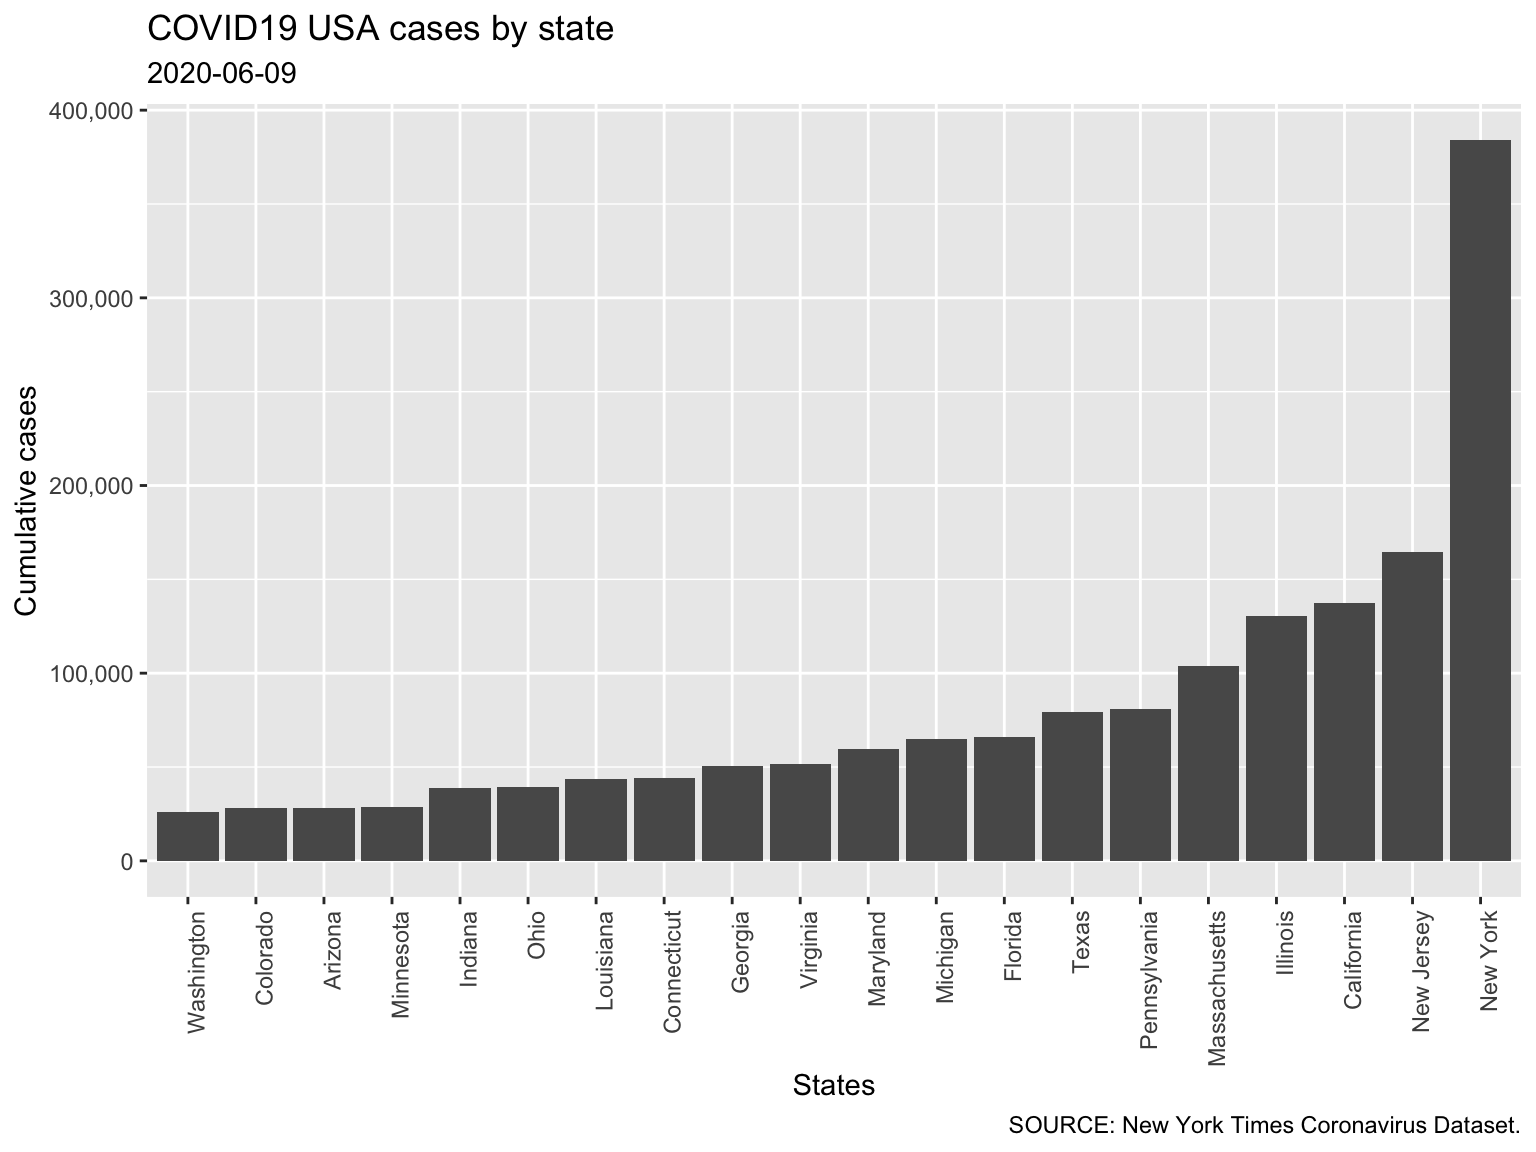 COVID19 USA cases by state
2020-06-09
Cumulative cases
400,000
300,000
200,000
100,000
0
Washington
Colorado
Arizona
Minnesota
Indiana
Ohio
Louisiana
Connecticut
Georgia
Virginia
Maryland
Michigan
Florida
Texas
Pennsylvania
Massachusetts
Illinois
California
New Jersey
New York
States
SOURCE: New York Times Coronavirus Dataset.